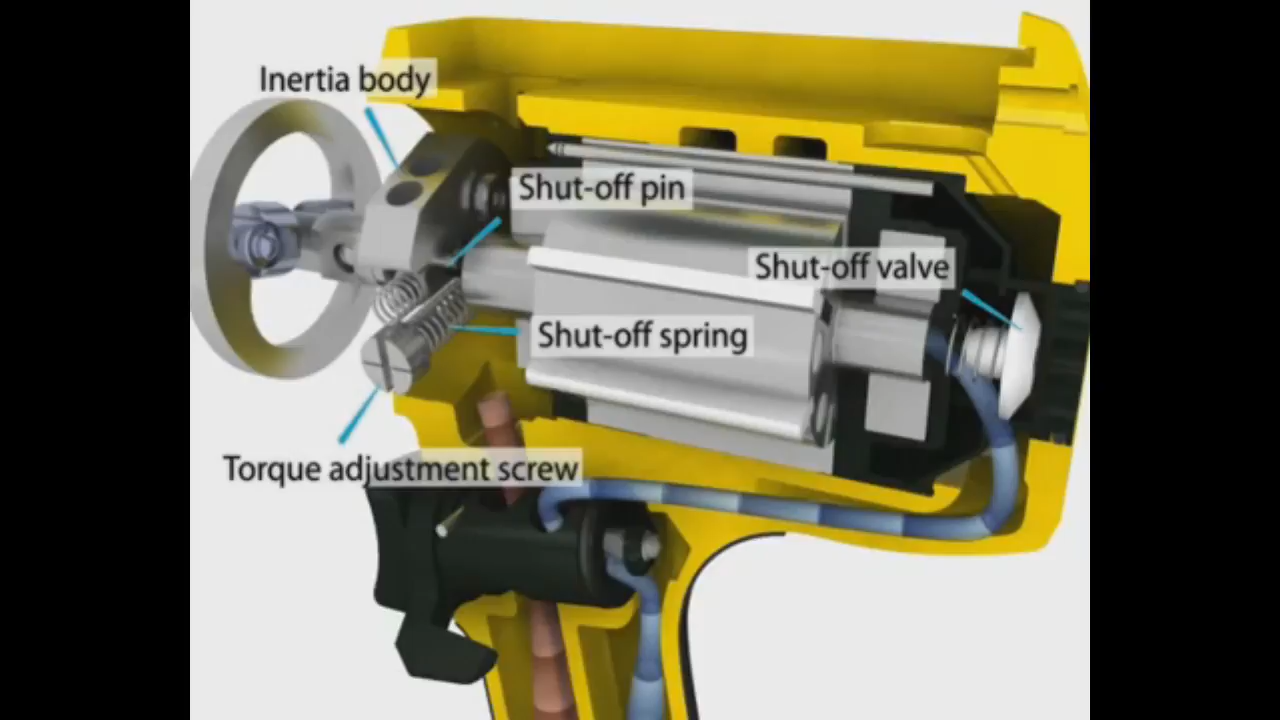 Inertia body
Shut-off pin
Shut-off valve
Shut-off spring
Torque adjustment screw